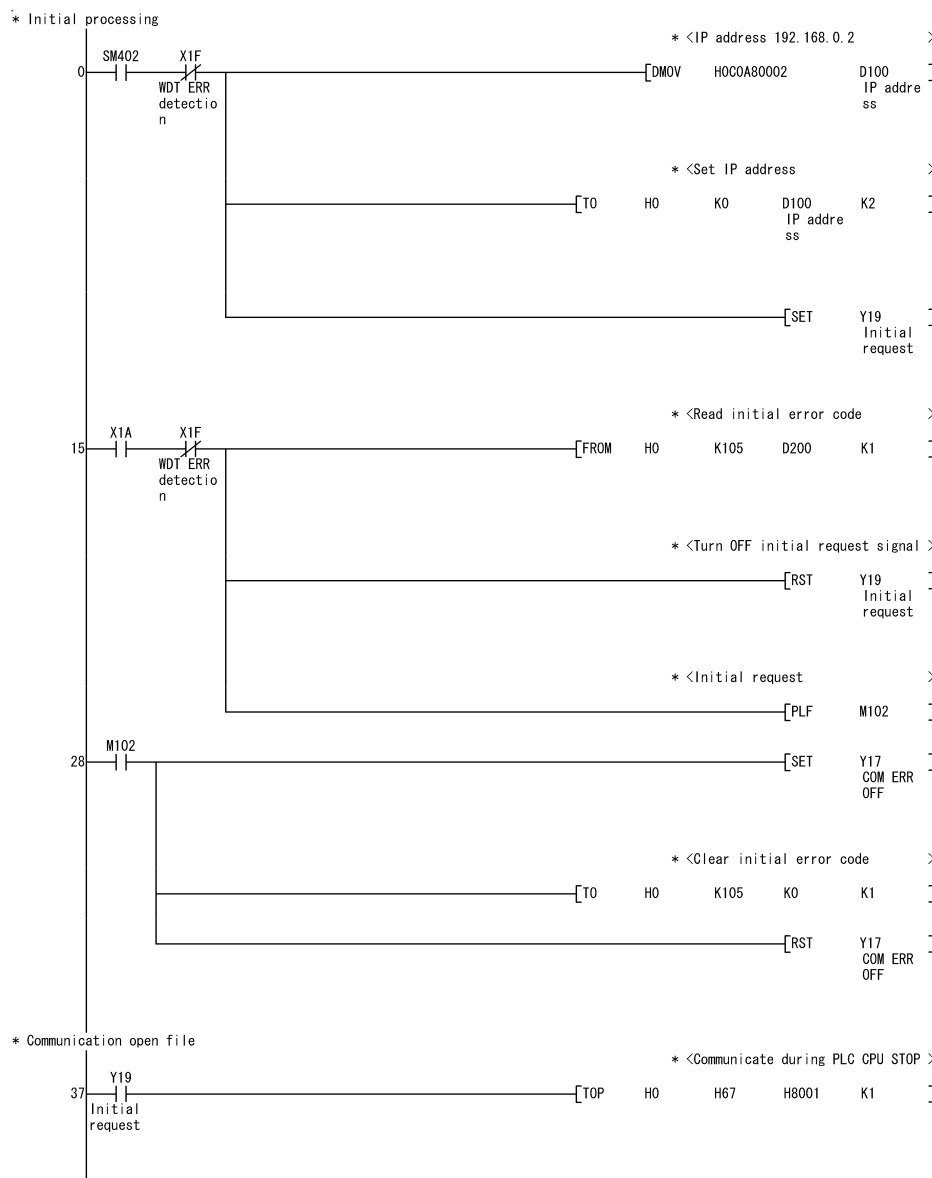 * Initial processing
* <IP address 192.168.0.2 >
SM402 X1F
0 [DMOV H0C0A80002 D100 ]
WDT ERR
detectio
n
IP addre
ss
* <Set IP address >
[TO H0 K0 D100 K2 ]
IP addre
ss
[SET Y19 ]
Initial
request
* <Read initial error code >
X1A X1F
15 [FROM H0 K105 D200 K1 ]
WDT ERR
detectio
n
* <Turn OFF initial request signal >
[RST Y19 ]
Initial
request
* <Initial request >
[PLF M102 ]
M102
28 [SET Y17 ]
COM ERR
OFF
* <Clear initial error code >
[TO H0 K105 K0 K1 ]
[RST Y17 ]
COM ERR
OFF
* Communication open file
* <Communicate during PLC CPU STOP >
Y19
37 [TOP H0 H67 H8001 K1 ]
Initial
request